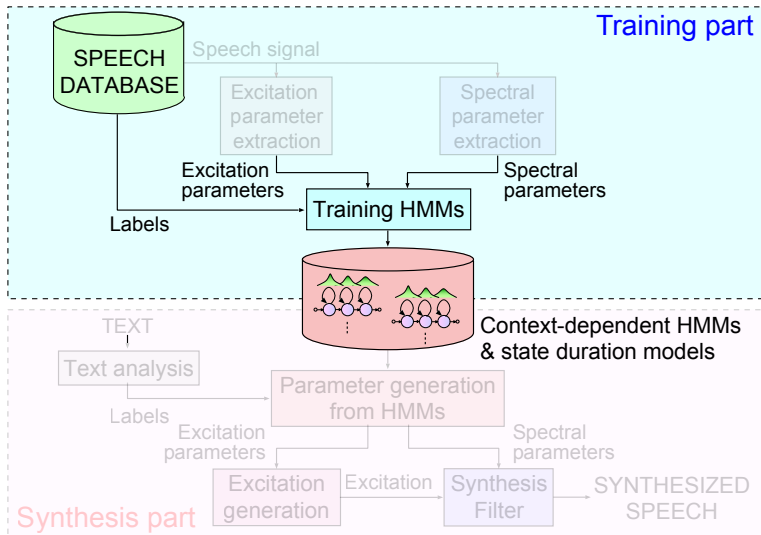 Training part
SPEECH
DATABASE
Speech signal
Excitation
parameter
extraction
Spectral
parameter
extraction
Excitation
parameters
Spectral
parameters
Labels
Training HMMs
Context-dependent HMMs
& state duration models
TEXT
Text analysis
Labels
Parameter generation
from HMMs
Excitation
parameters
Spectral
parameters
Excitation
generation
Excitation
Synthesis
Filter
SYNTHESIZED
SPEECH
Synthesis part